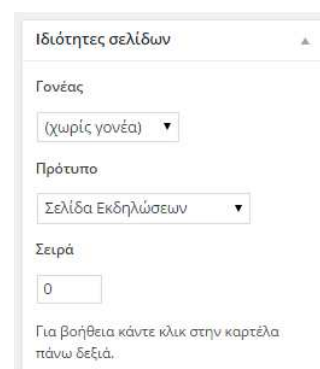 Ιδιότητες σελίδων
Γονέας
(χωρίς γονέα)
Πρότυπο
Σελίδα Εκδηλώσεων
Σειρά
0
Για βοήθεια κάντε κλικ στην καρτέλα
πάνω δεξιά.